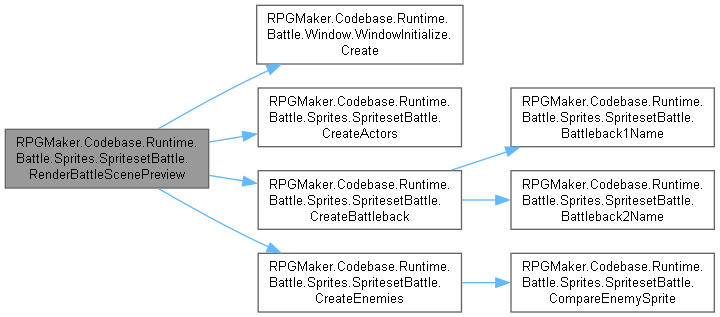 RPGMaker.Codebase.Runtime.
Battle.Sprites.SpritesetBattle.
RenderBattleScenePreview
RPGMaker.Codebase.Runtime.
Battle.Window.WindowInitialize.
Create
RPGMaker.Codebase.Runtime.
Battle.Sprites.SpritesetBattle.
CreateActors
RPGMaker.Codebase.Runtime.
Battle.Sprites.SpritesetBattle.
CreateBattleback
RPGMaker.Codebase.Runtime.
Battle.Sprites.SpritesetBattle.
CreateEnemies
RPGMaker.Codebase.Runtime.
Battle.Sprites.SpritesetBattle.
Battleback1Name
RPGMaker.Codebase.Runtime.
Battle.Sprites.SpritesetBattle.
Battleback2Name
RPGMaker.Codebase.Runtime.
Battle.Sprites.SpritesetBattle.
CompareEnemySprite